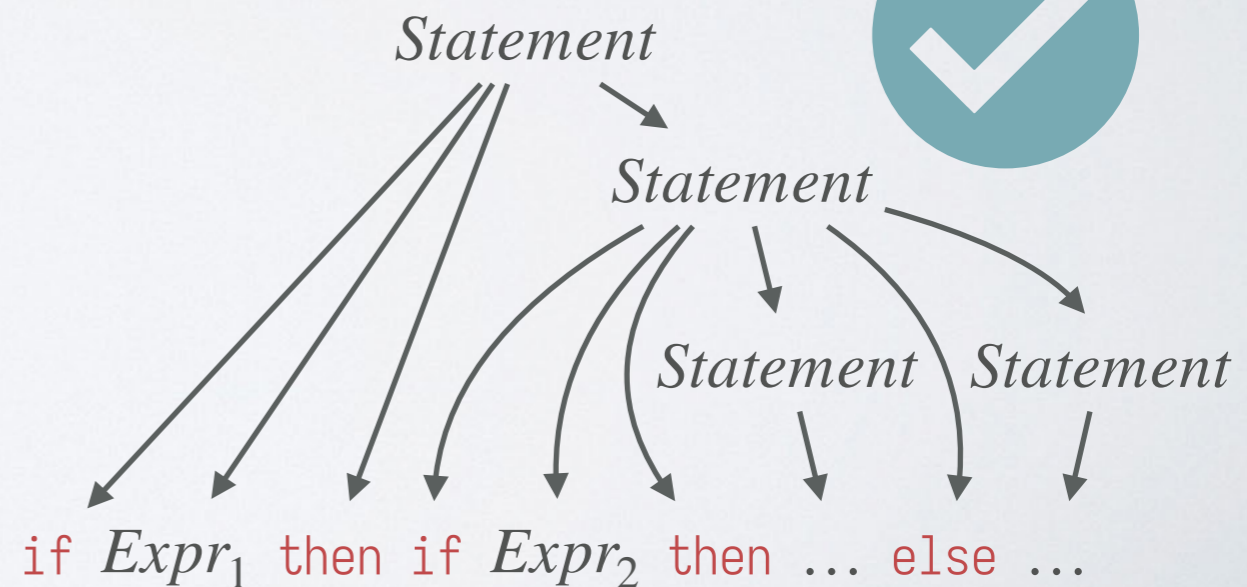 Statement
Statement
Statement Statement
if Expr₁ then if Expr₂ then … else …